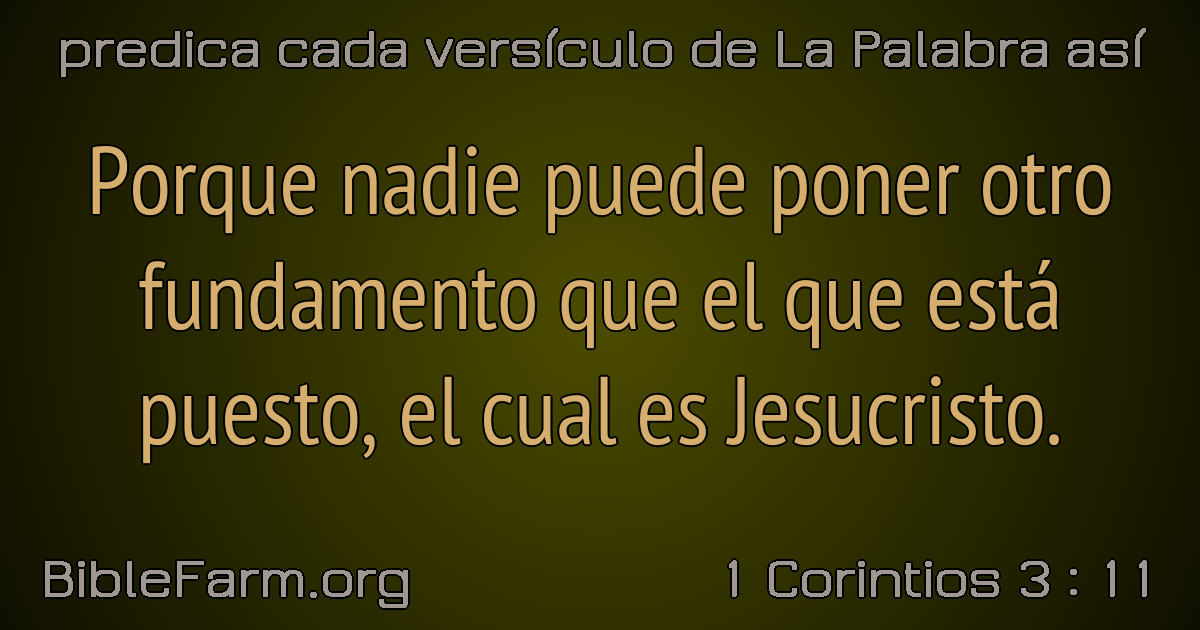 predica cada versículo de La Palabra así
Porque nadie puede poner otro
fundamento que el que está
puesto, el cual es Jesucristo.
BibleFarm.org
1 Corintios 3 : 11